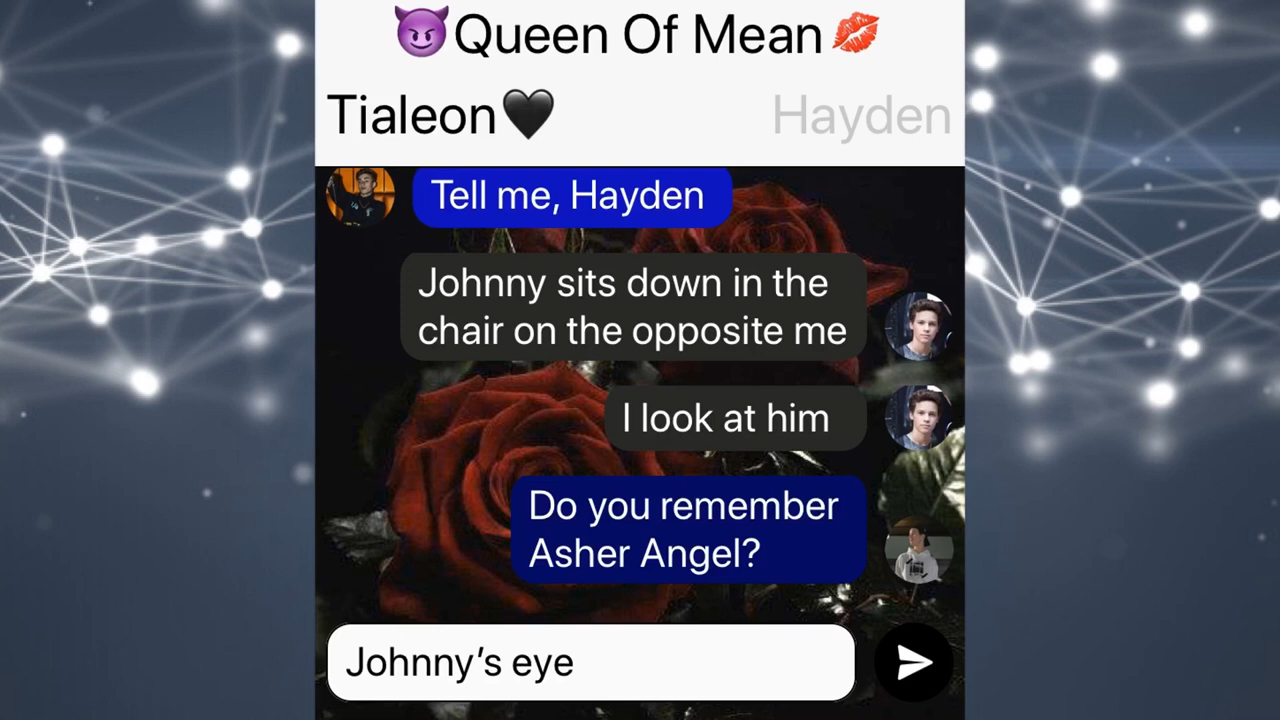 😈Queen Of Mean💋
Tialeon🖤 Hayden
Tell me, Hayden
Johnny sits down in the
chair on the opposite me
I look at him
Do you remember
Asher Angel?
Johnny’s eye